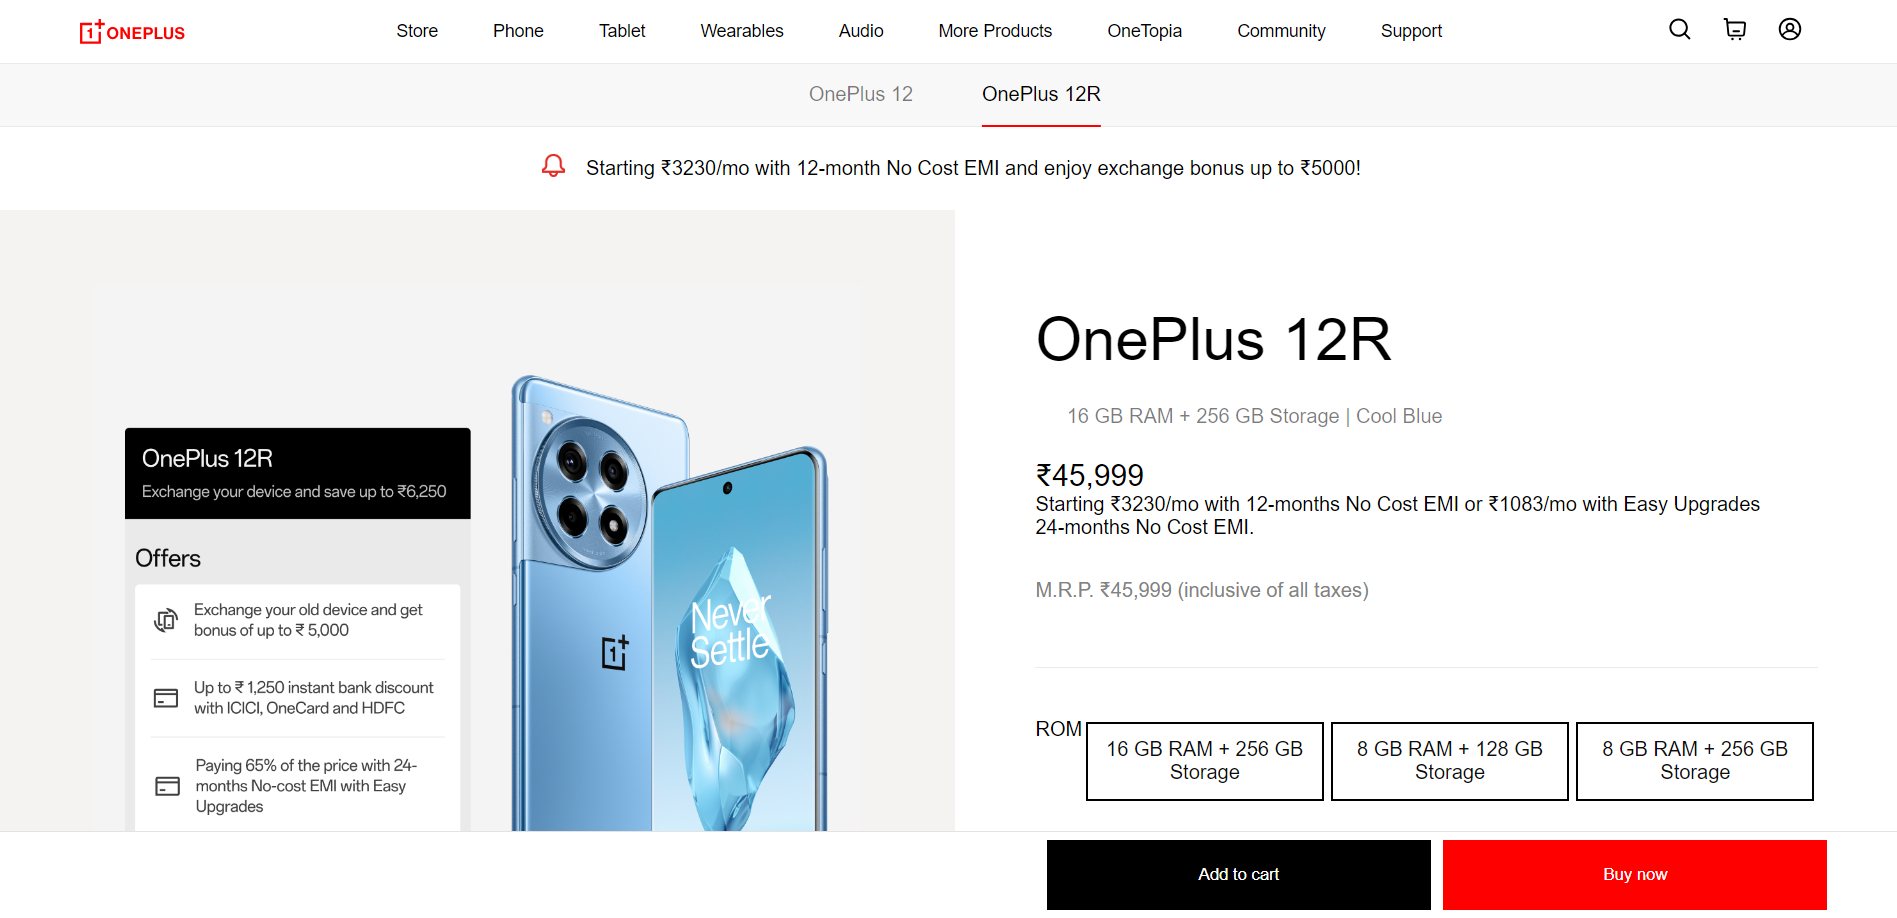 ONEPLUS
Store Phone Tablet Wearables Audio More Products OneTopia Community Support
OnePlus 12 OnePlus 12R
Starting ₹3230/mo with 12-month No Cost EMI and enjoy exchange bonus up to ₹5000!
OnePlus 12R
Exchange your device and save up to ₹6,250
Offers
Exchange your old device and get
bonus of up to ₹ 5,000
Up to ₹ 1,250 instant bank discount
with ICICI, OneCard and HDFC
Paying 65% of the price with 24-
months No-cost EMI with Easy
Upgrades
Never
Settle
OnePlus 12R
16 GB RAM + 256 GB Storage | Cool Blue
₹45,999
Starting ₹3230/mo with 12-months No Cost EMI or ₹1083/mo with Easy Upgrades
24-months No Cost EMI.
M.R.P. ₹45,999 (inclusive of all taxes)
ROM
16 GB RAM + 256 GB
Storage
8 GB RAM + 128 GB
Storage
8 GB RAM + 256 GB
Storage
Add to cart
Buy now